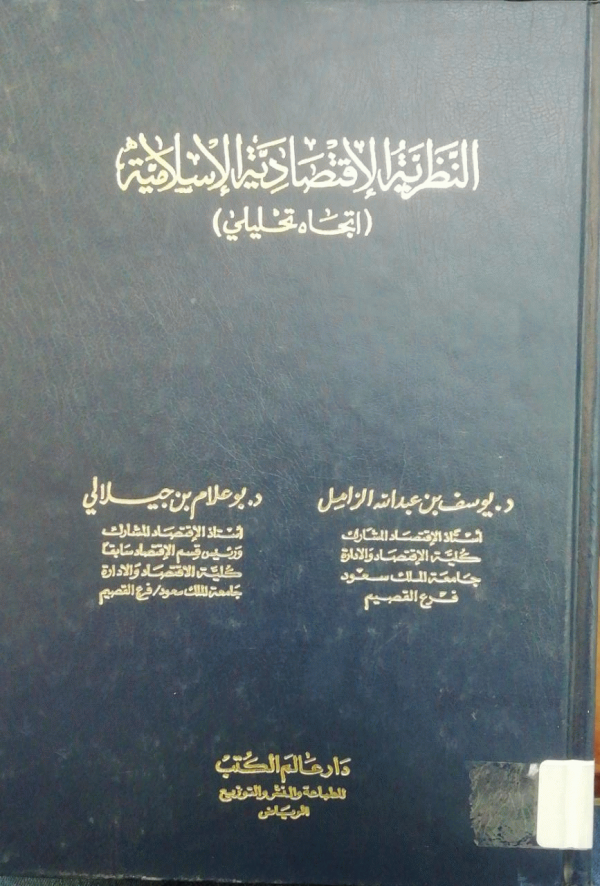 النظرية الإقتصادية الإسلامية
(اتجاه تحليلي)
د. يوسف بن عبدالله الزامل
أستاذ الإقتصاد المشارك
كلية الإقتصاد والادارة
جامعة الملك سعود
فرع القصيم
د. بوعلام بن جيلالي
أستاذ الإقتصاد المشارك
ورئيس قسم الإقتصاد سابقا
كلية الاقتصاد والادارة
جامعة الملك سعود/فرع القصيم
دار عالم الكتب
للطباعة والنشر والتوزيع
الرياض